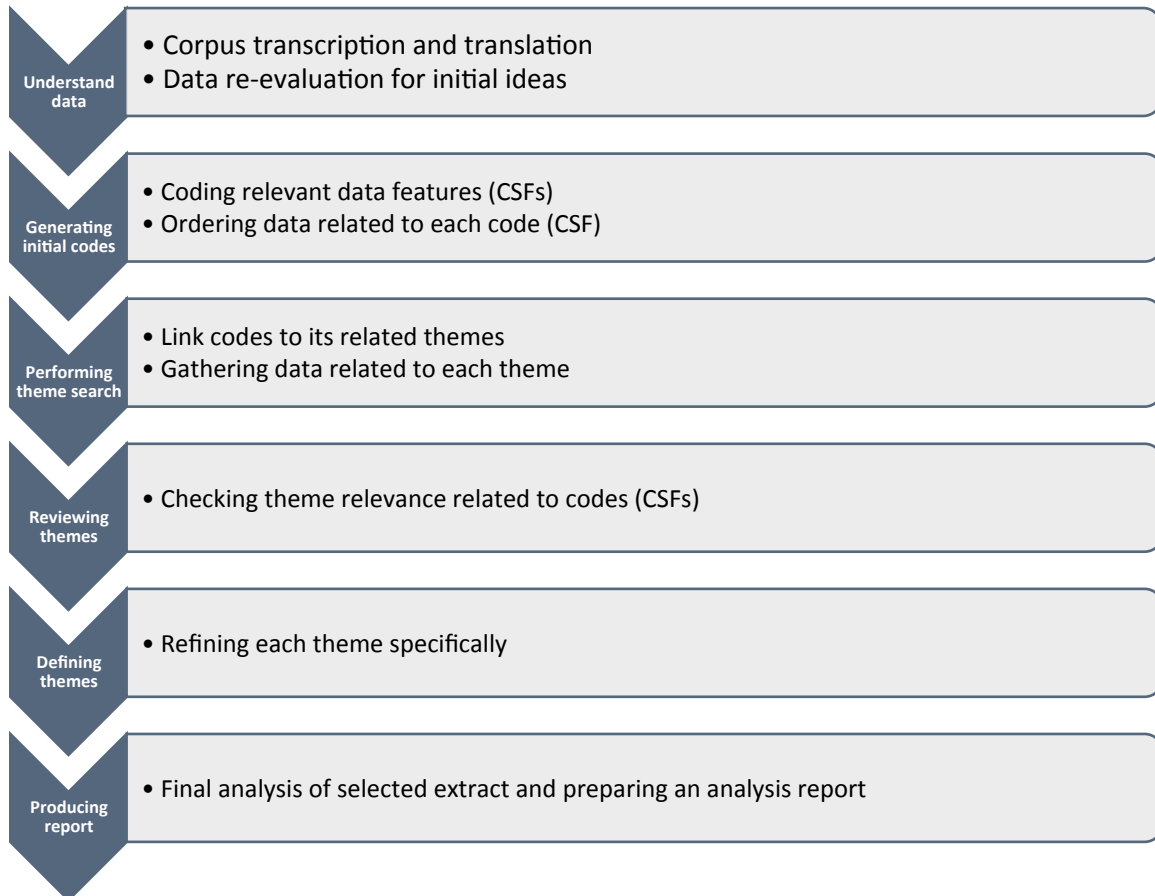 Understand
data
• Corpus transcription and translation
• Data re-evaluation for initial ideas
Generating
initial codes
• Coding relevant data features (CSFs)
• Ordering data related to each code (CSF)
Performing
theme search
• Link codes to its related themes
• Gathering data related to each theme
Reviewing
themes
• Checking theme relevance related to codes (CSFs)
Defining
themes
• Refining each theme specifically
Producing
report
• Final analysis of selected extract and preparing an analysis report